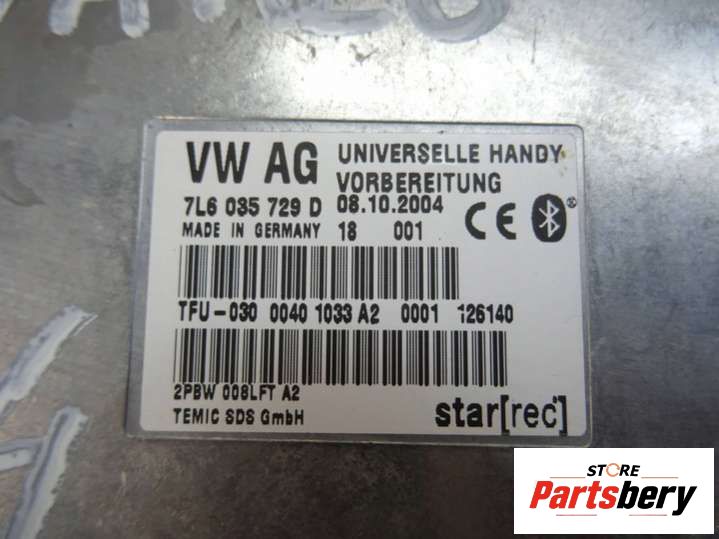 VW AG
UNIVERSELLE HANDY
VORBEREITUNG
7L6 035 729 D 08.10.2004
MADE IN GERMANY 18 001
CE
TFU-030 0040 1033 A2 0001 126140
2PBW 008LFT A2
TEMIC SDS GmbH
star[rec]
STORE
Partsbery